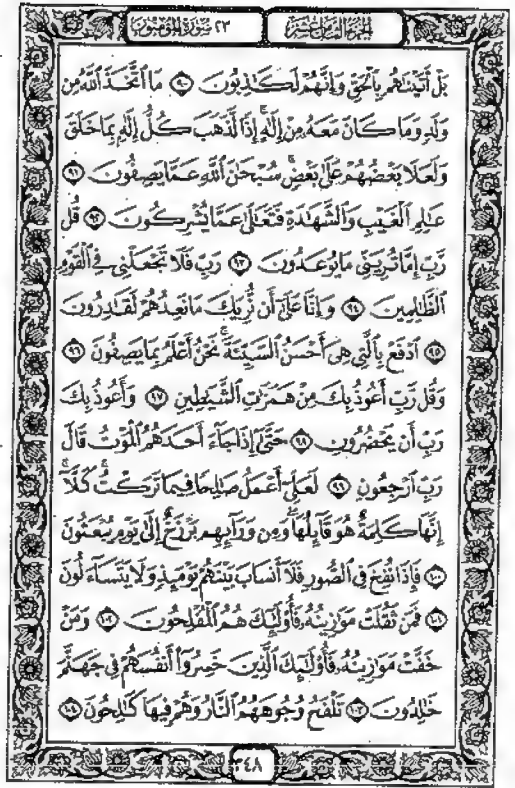 الجزء الثامن عشر ٢٣ سورة المؤمنون
بَلْ أَتَيْنَٰهُم بِٱلْحَقِّ وَإِنَّهُمْ لَكَٰذِبُونَ ٩٠ مَا ٱتَّخَذَ ٱللَّهُ مِن
وَلَدٍ وَمَا كَانَ مَعَهُۥ مِنْ إِلَٰهٍ ۚ إِذًا لَّذَهَبَ كُلُّ إِلَٰهٍۭ بِمَا خَلَقَ
وَلَعَلَا بَعْضُهُمْ عَلَىٰ بَعْضٍ ۚ سُبْحَٰنَ ٱللَّهِ عَمَّا يَصِفُونَ ٩١
عَٰلِمِ ٱلْغَيْبِ وَٱلشَّهَٰدَةِ فَتَعَٰلَىٰ عَمَّا يُشْرِكُونَ ٩٢ قُل
رَّبِّ إِمَّا تُرِيَنِّى مَا يُوعَدُونَ ٩٣ رَبِّ فَلَا تَجْعَلْنِى فِى ٱلْقَوْمِ
ٱلظَّٰلِمِينَ ٩٤ وَإِنَّا عَلَىٰٓ أَن نُّرِيَكَ مَا نَعِدُهُمْ لَقَٰدِرُونَ
٩٥ ٱدْفَعْ بِٱلَّتِى هِىَ أَحْسَنُ ٱلسَّيِّئَةَ ۚ نَحْنُ أَعْلَمُ بِمَا يَصِفُونَ ٩٦
وَقُل رَّبِّ أَعُوذُ بِكَ مِنْ هَمَزَٰتِ ٱلشَّيَٰطِينِ ٩٧ وَأَعُوذُ بِكَ
رَبِّ أَن يَحْضُرُونِ ٩٨ حَتَّىٰٓ إِذَا جَآءَ أَحَدَهُمُ ٱلْمَوْتُ قَالَ
رَبِّ ٱرْجِعُونِ ٩٩ لَعَلِّىٓ أَعْمَلُ صَٰلِحًا فِيمَا تَرَكْتُ ۚ كَلَّآ ۚ
إِنَّهَا كَلِمَةٌ هُوَ قَآئِلُهَا ۖ وَمِن وَرَآئِهِم بَرْزَخٌ إِلَىٰ يَوْمِ يُبْعَثُونَ
١٠٠ فَإِذَا نُفِخَ فِى ٱلصُّورِ فَلَآ أَنسَابَ بَيْنَهُمْ يَوْمَئِذٍ وَلَا يَتَسَآءَلُونَ
١٠١ فَمَن ثَقُلَتْ مَوَٰزِينُهُۥ فَأُو۟لَٰٓئِكَ هُمُ ٱلْمُفْلِحُونَ ١٠٢ وَمَنْ
خَفَّتْ مَوَٰزِينُهُۥ فَأُو۟لَٰٓئِكَ ٱلَّذِينَ خَسِرُوٓا۟ أَنفُسَهُمْ فِى جَهَنَّمَ
خَٰلِدُونَ ١٠٣ تَلْفَحُ وُجُوهَهُمُ ٱلنَّارُ وَهُمْ فِيهَا كَٰلِحُونَ ١٠٤